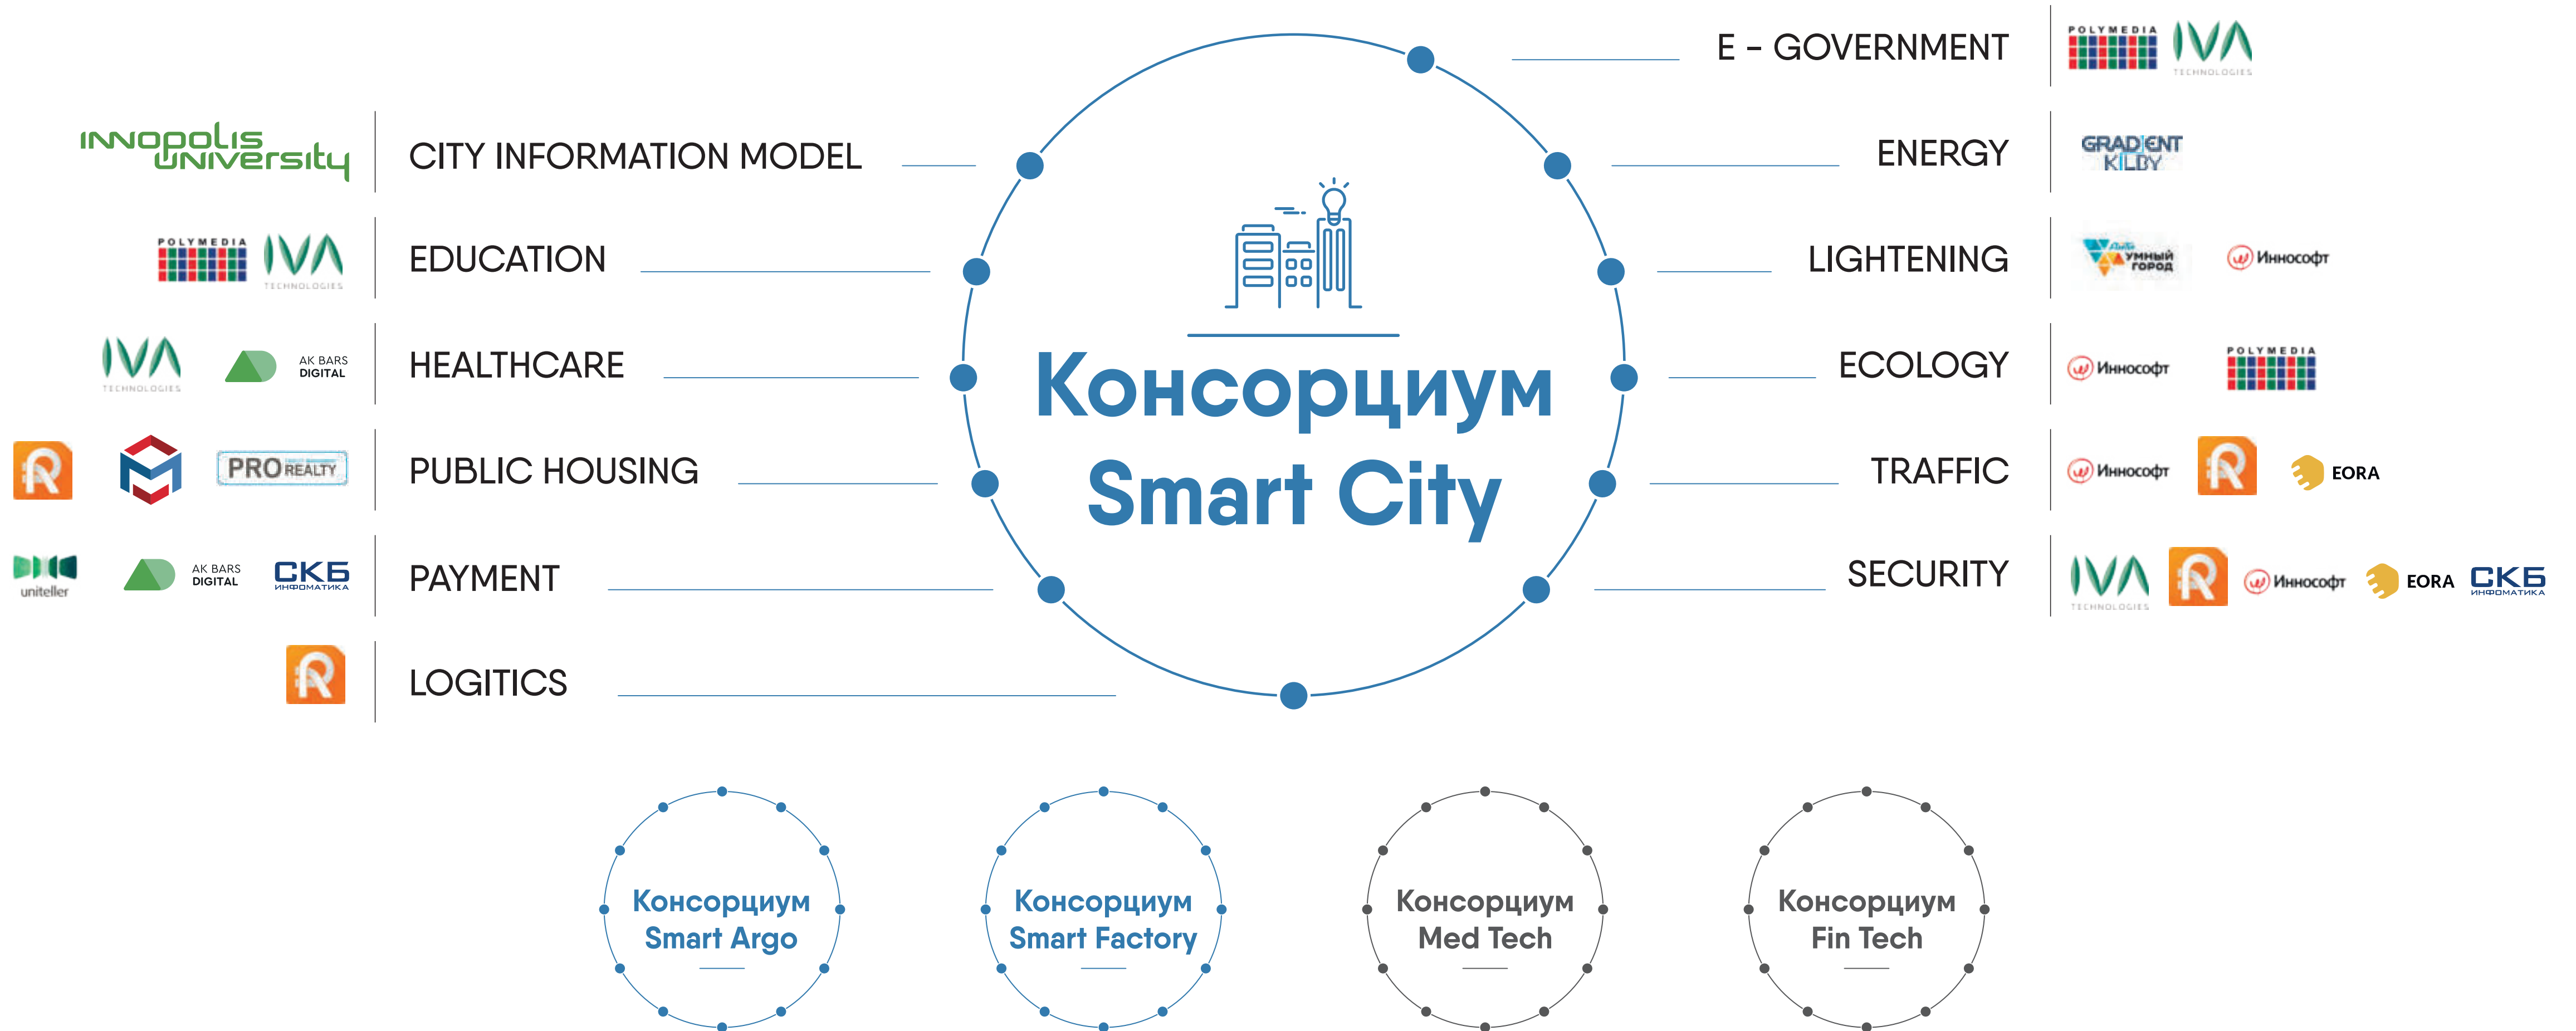 INNOPOLIS
UNIVERSITY
CITY INFORMATION MODEL
POLYMEDIA
IVA
TECHNOLOGIES
EDUCATION
IVA
TECHNOLOGIES
AK BARS
DIGITAL
HEALTHCARE
PRO REALTY
PUBLIC HOUSING
uniteller
AK BARS
DIGITAL
СКБ
ИНФОМАТИКА
PAYMENT
LOGITICS
Консорциум
Smart City
E - GOVERNMENT
POLYMEDIA
IVA
TECHNOLOGIES
ENERGY
GRADIENT
KILBY
LIGHTENING
УМНЫЙ
ГОРОД
Иннософт
ECOLOGY
Иннософт
POLYMEDIA
TRAFFIC
Иннософт
EORA
SECURITY
IVA
TECHNOLOGIES
Иннософт
EORA
СКБ
ИНФОМАТИКА
Консорциум
Smart Argo
Консорциум
Smart Factory
Консорциум
Med Tech
Консорциум
Fin Tech